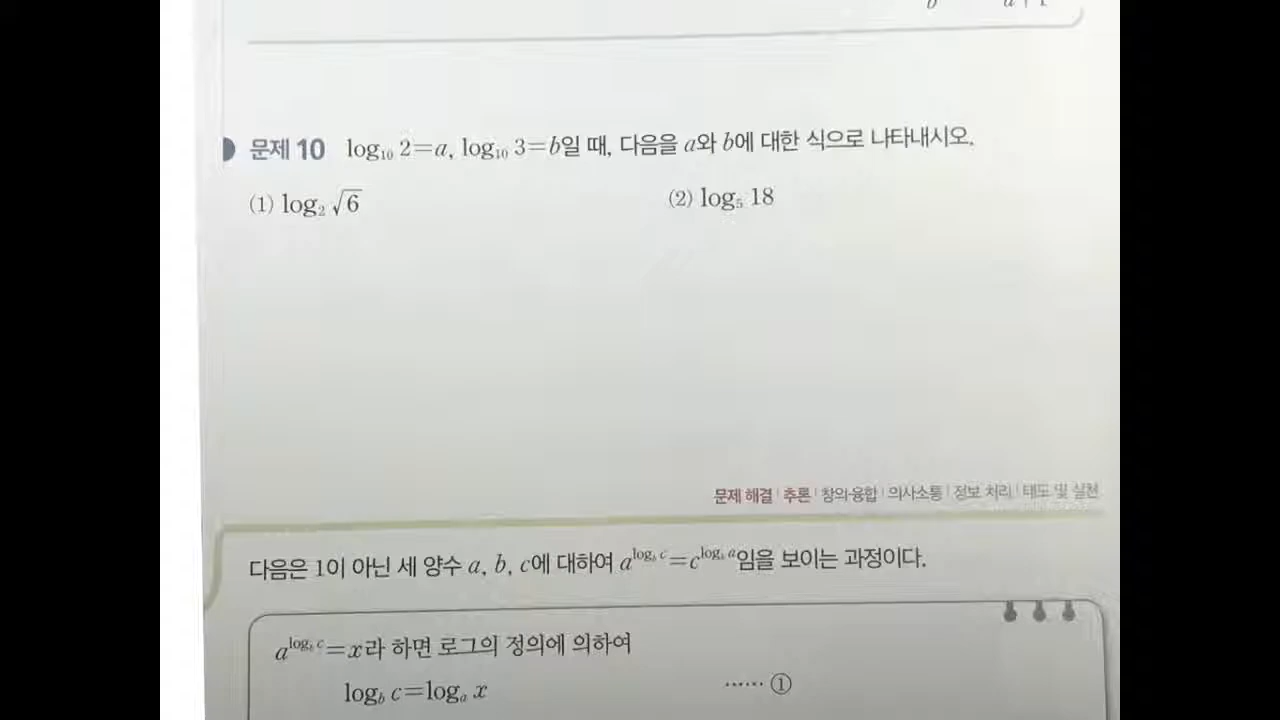 문제 10 log₁₀ 2=a, log₁₀ 3=b일 때, 다음을 a와 b에 대한 식으로 나타내시오.
(1) log₂ √6 (2) log₅ 18
문제 해결 | 추론 | 창의·융합 | 의사소통 | 정보 처리 | 태도 및 실천
다음은 1이 아닌 세 양수 a, b, c에 대하여 a^{log_b c}=c^{log_b a}임을 보이는 과정이다.
a^{log_b c}=x라 하면 로그의 정의에 의하여
log_b c=log_a x ······ ①